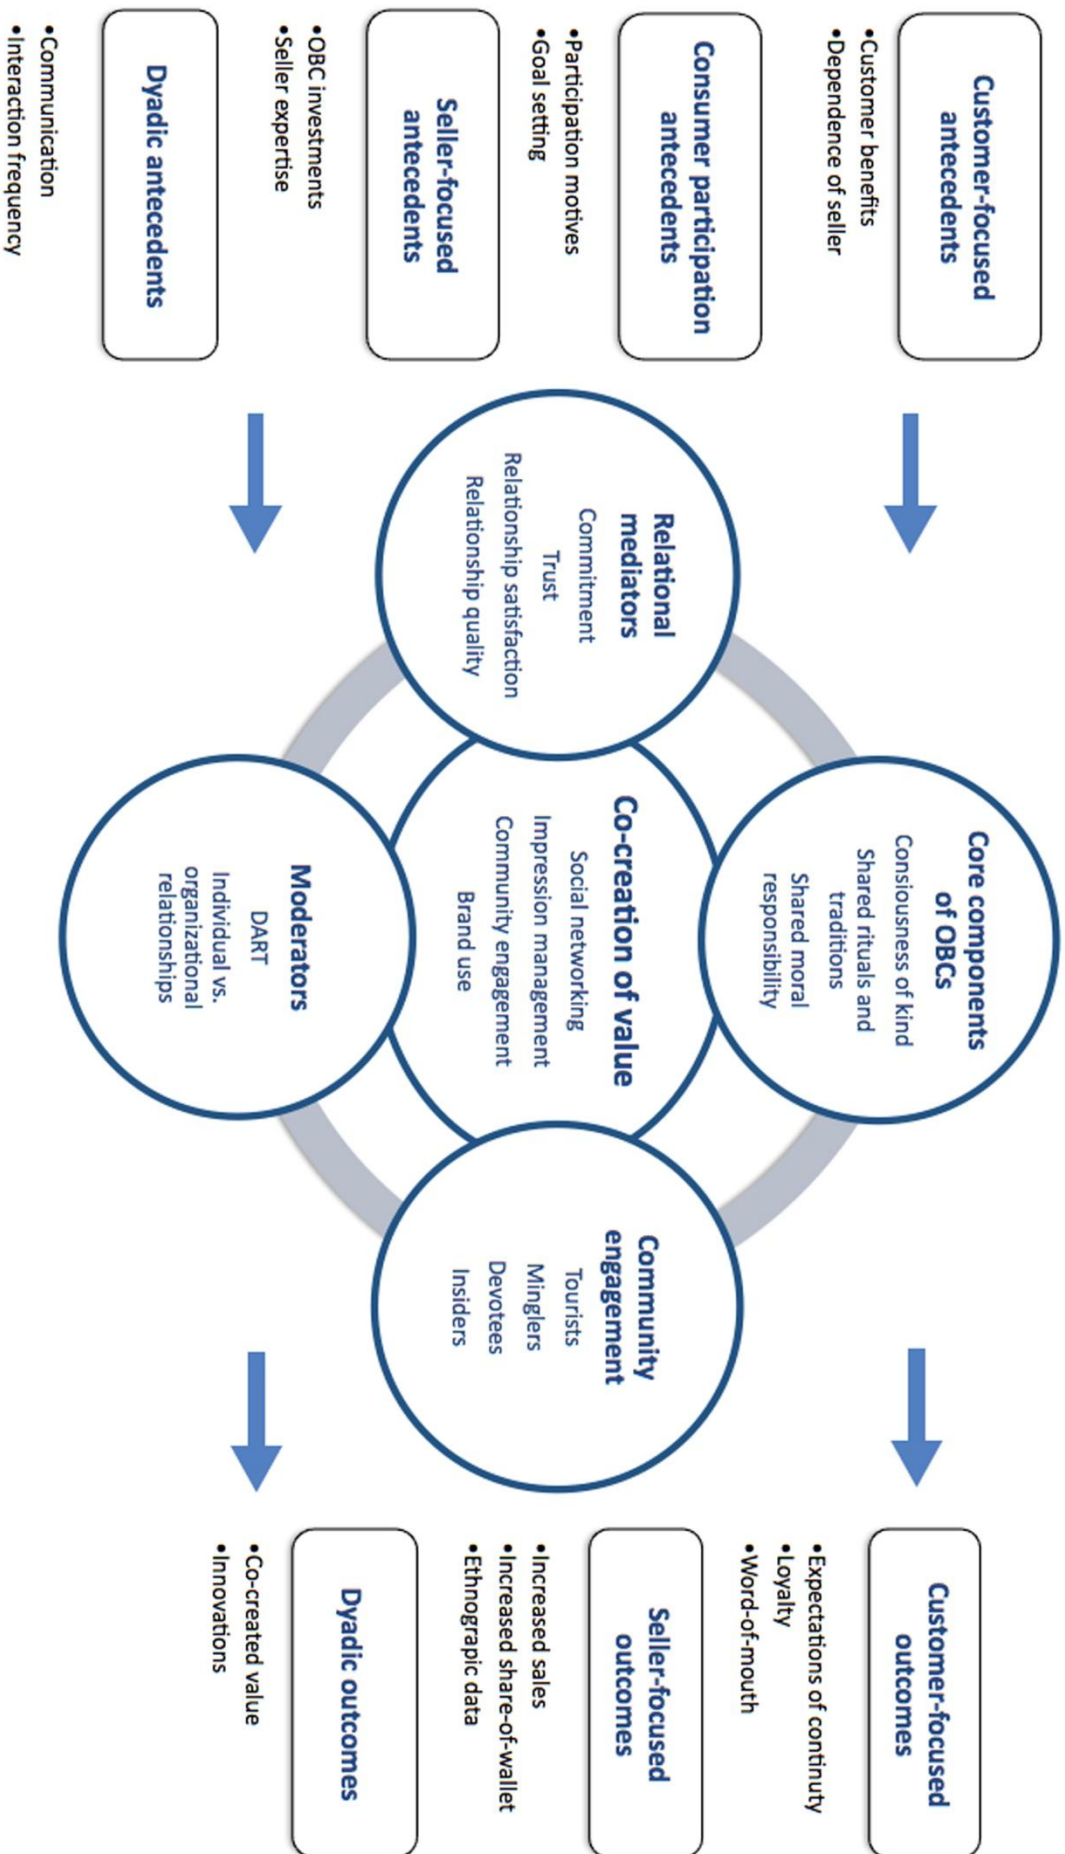 Customer-focused
antecedents
•Customer benefits
•Dependence of seller
Consumer participation
antecedents
•Participation motives
•Goal setting
Seller-focused
antecedents
•OBC investments
•Seller expertise
Dyadic antecedents
•Communication
•Interaction frequency
Relational
mediators
Commitment
Trust
Relationship satisfaction
Relationship quality
Core components
of OBCs
Consiousness of kind
Shared rituals and
traditions
Shared moral
responsibility
Co-creation of value
Social networking
Impression management
Community engagement
Brand use
Moderators
DART
Individual vs.
organizational
relationships
Community
engagement
Tourists
Minglers
Devotees
Insiders
Customer-focused
outcomes
•Expectations of continuty
•Loyalty
•Word-of-mouth
Seller-focused
outcomes
•Increased sales
•Increased share-of-wallet
•Ethnograpic data
Dyadic outcomes
•Co-created value
•Innovations